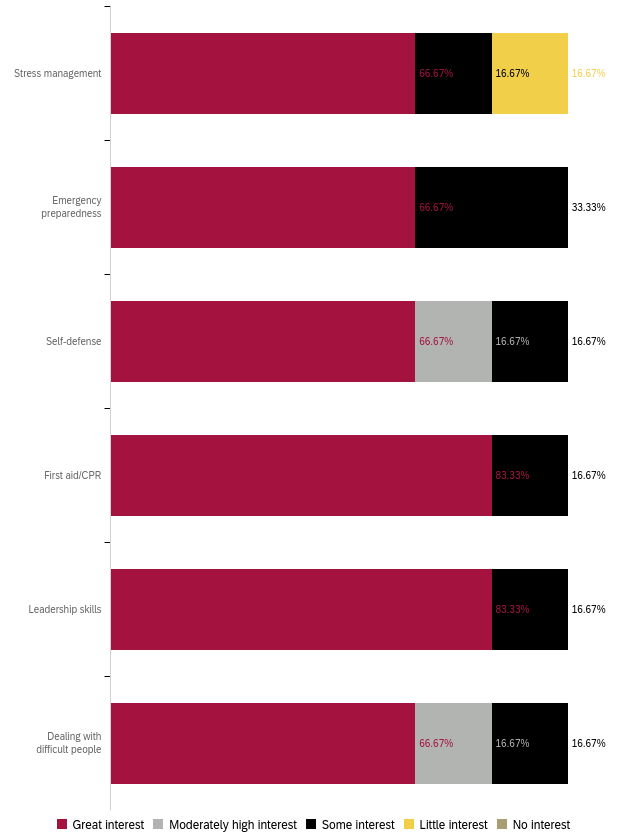 Stress management
66.67%
16.67%
16.67%
Emergency
preparedness
66.67%
33.33%
Self-defense
66.67%
16.67%
16.67%
First aid/CPR
83.33%
16.67%
Leadership skills
83.33%
16.67%
Dealing with
difficult people
66.67%
16.67%
16.67%
Great interest
Moderately high interest
Some interest
Little interest
No interest